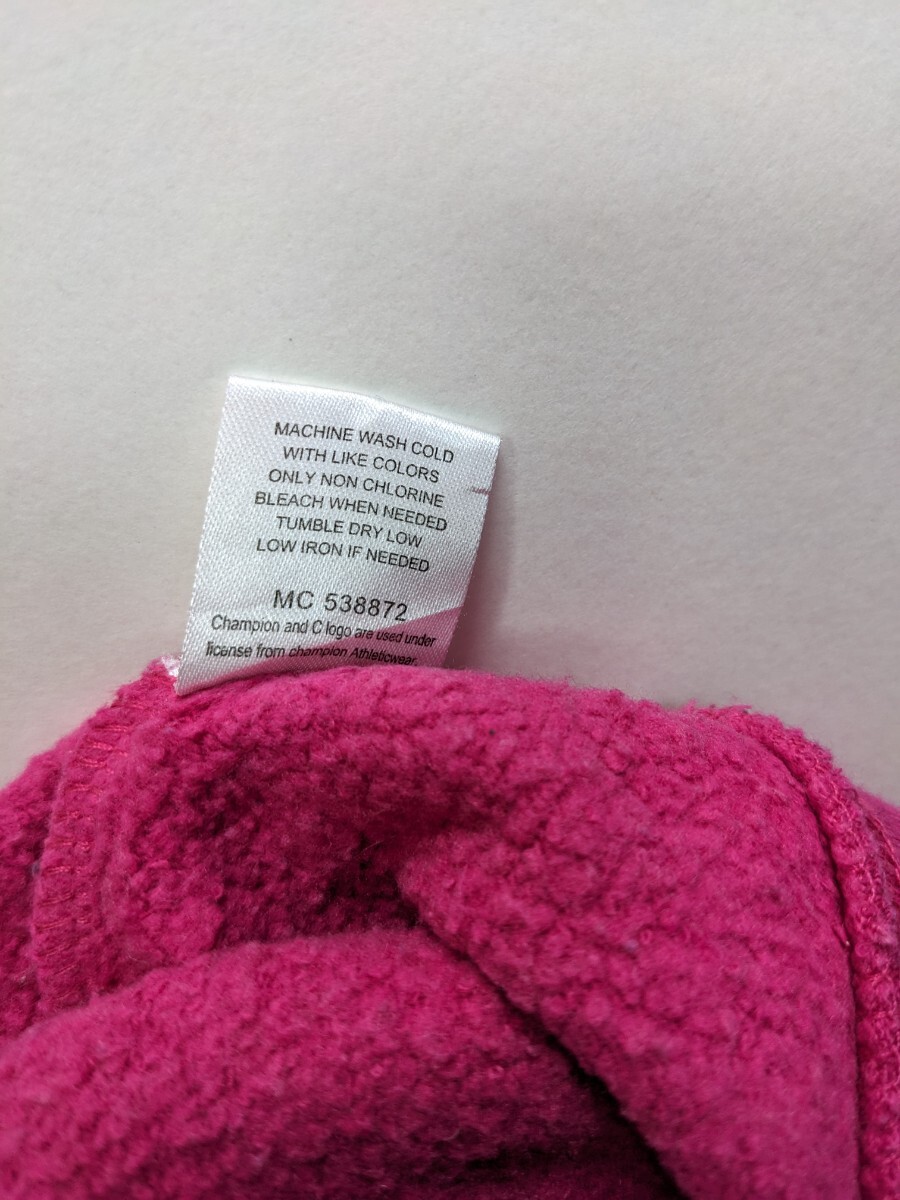 MACHINE WASH COLD
WITH LIKE COLORS
ONLY NON CHLORINE
BLEACH WHEN NEEDED
TUMBLE DRY LOW
LOW IRON IF NEEDED
MC 538872
Champion and C logo are used under
license from champion Athleticwear.